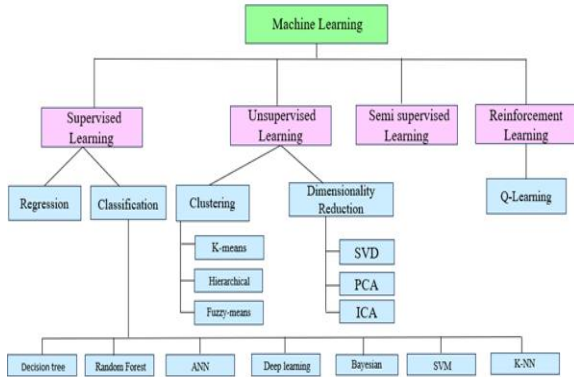 Machine Learning
Supervised
Learning
Unsupervised
Learning
Semi supervised
Learning
Reinforcement
Learning
Regression
Classification
Clustering
Dimensionality
Reduction
Q-Learning
K-means
Hierarchical
Fuzzy-means
SVD
PCA
ICA
Decision tree
Random Forest
ANN
Deep learning
Bayesian
SVM
K-NN